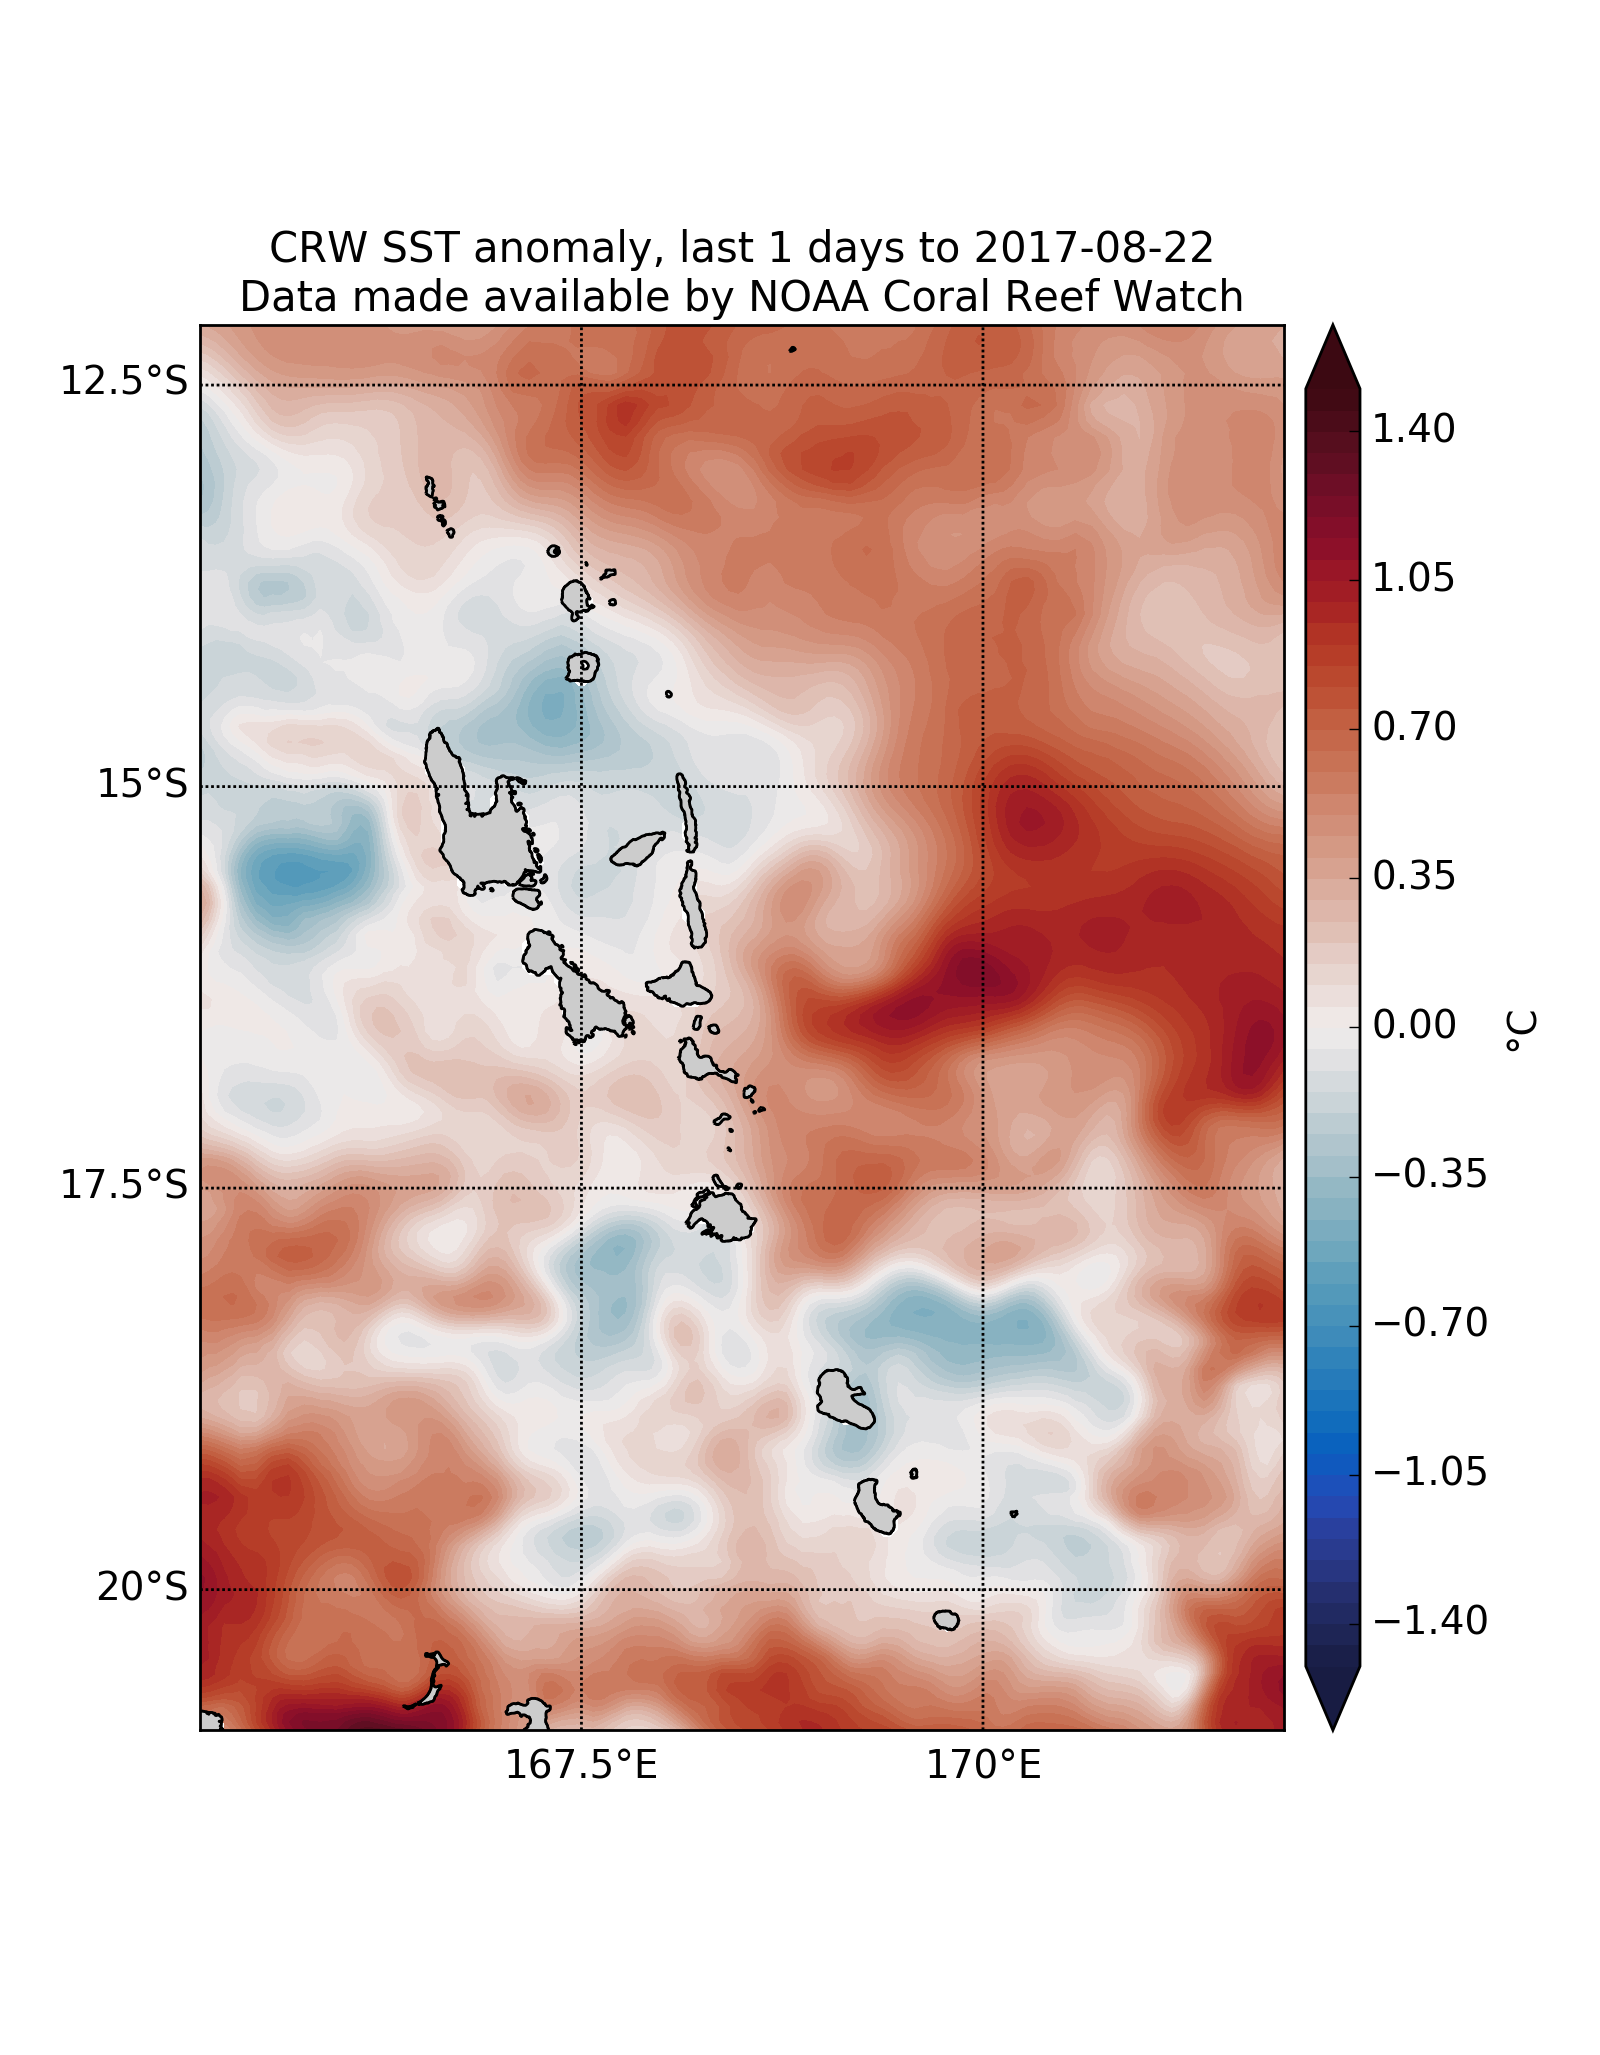 CRW SST anomaly, last 1 days to 2017-08-22
Data made available by NOAA Coral Reef Watch
12.5°S
15°S
17.5°S
20°S
167.5°E
170°E
1.40
1.05
0.70
0.35
0.00
−0.35
−0.70
−1.05
−1.40
°C